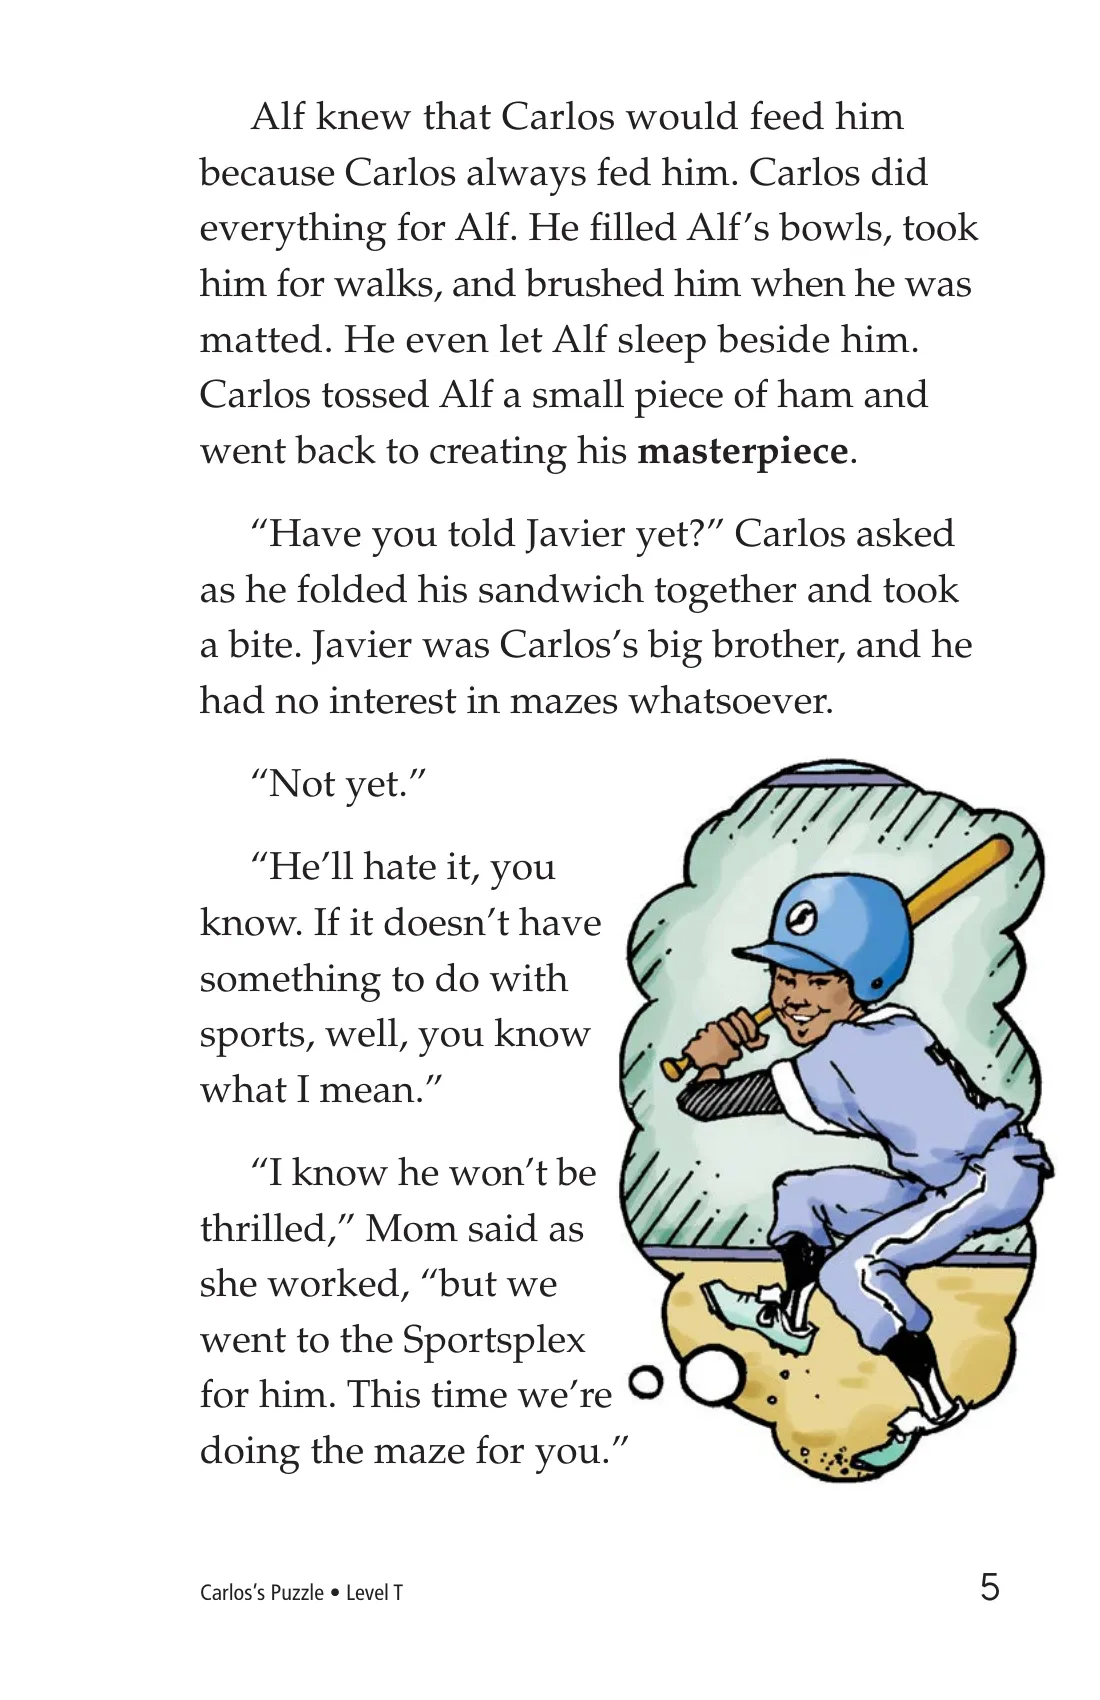 Alf knew that Carlos would feed him
because Carlos always fed him. Carlos did
everything for Alf. He filled Alf’s bowls, took
him for walks, and brushed him when he was
matted. He even let Alf sleep beside him.
Carlos tossed Alf a small piece of ham and
went back to creating his masterpiece.
“Have you told Javier yet?” Carlos asked
as he folded his sandwich together and took
a bite. Javier was Carlos’s big brother, and he
had no interest in mazes whatsoever.
“Not yet.”
“He’ll hate it, you
know. If it doesn’t have
something to do with
sports, well, you know
what I mean.”
“I know he won’t be
thrilled,” Mom said as
she worked, “but we
went to the Sportsplex
for him. This time we’re
doing the maze for you.”
Carlos’s Puzzle • Level T
5